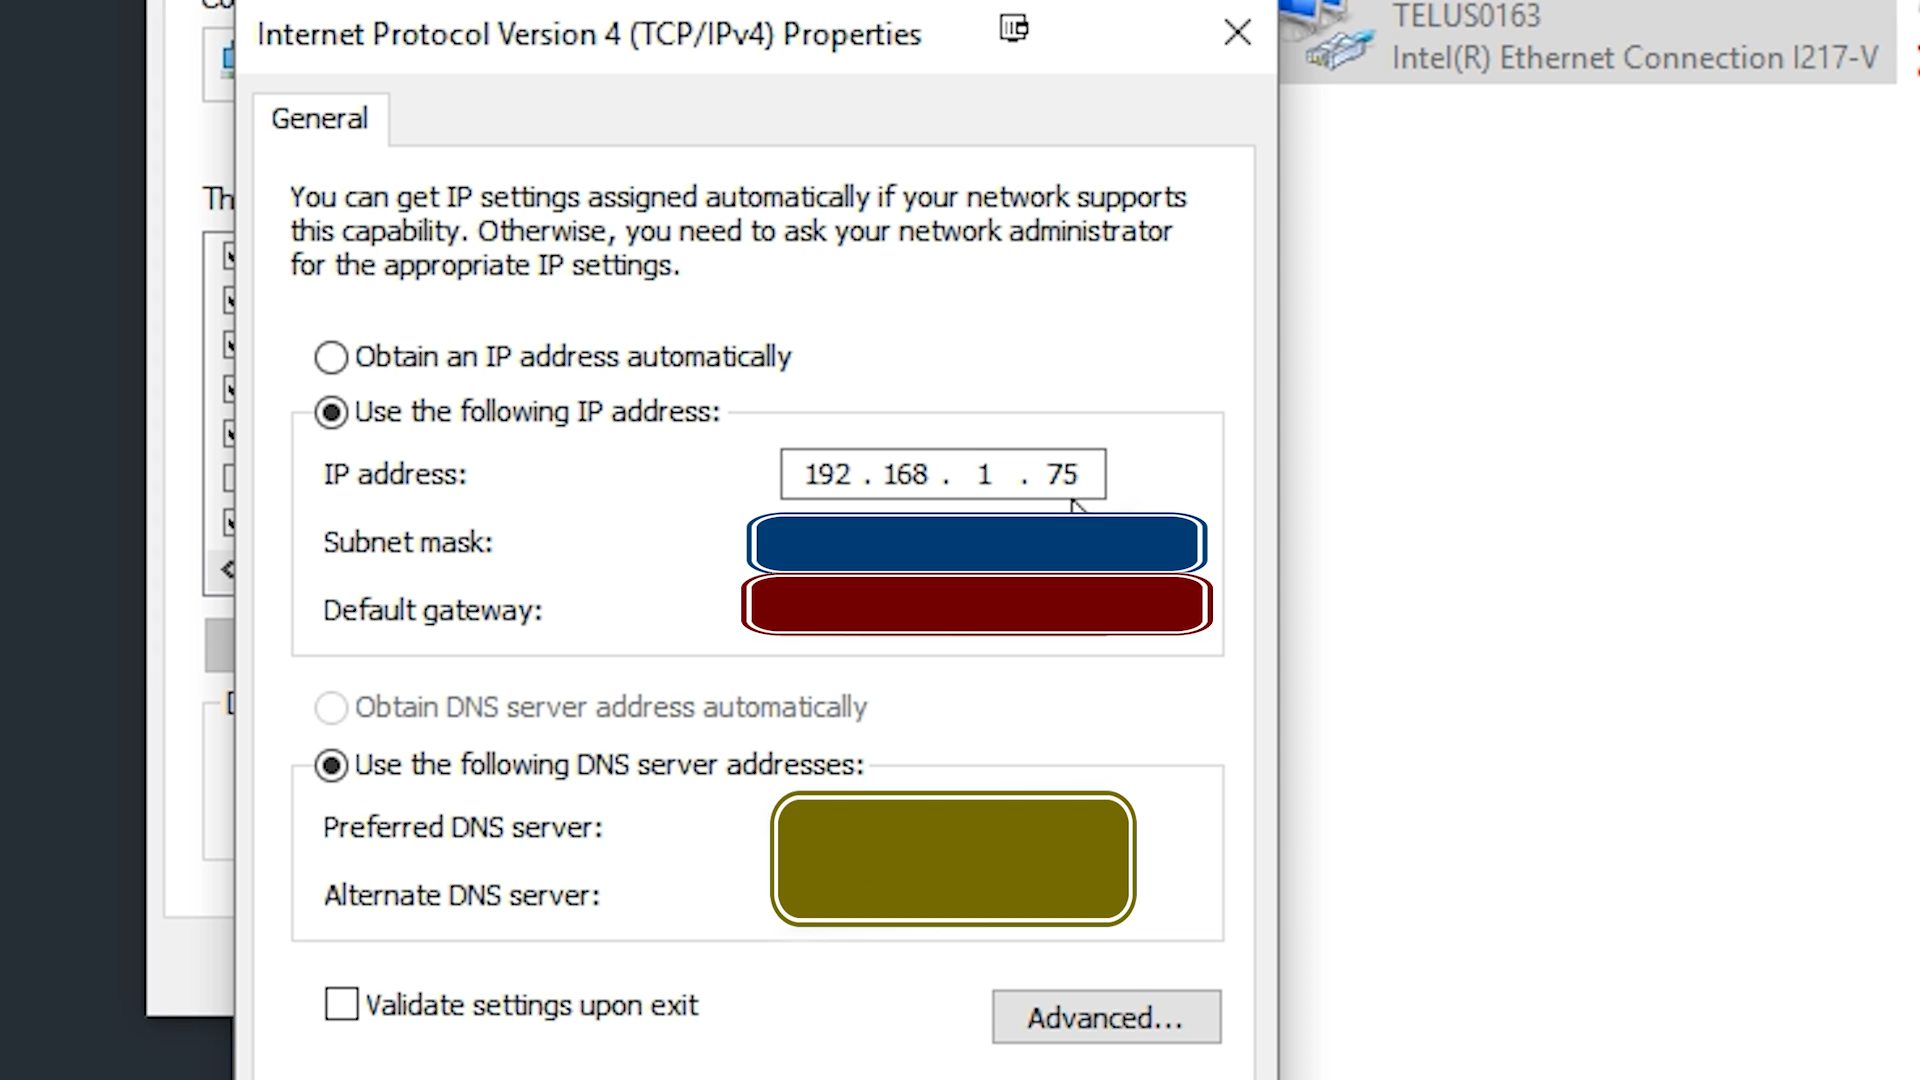 Internet Protocol Version 4 (TCP/IPv4) Properties
TELUS0163
Intel(R) Ethernet Connection I217-V
General
Th
You can get IP settings assigned automatically if your network supports
this capability. Otherwise, you need to ask your network administrator
for the appropriate IP settings.
Obtain an IP address automatically
Use the following IP address:
IP address:
192 . 168 . 1 . 75
Subnet mask:
Default gateway:
Obtain DNS server address automatically
Use the following DNS server addresses:
Preferred DNS server:
Alternate DNS server:
Validate settings upon exit
Advanced...